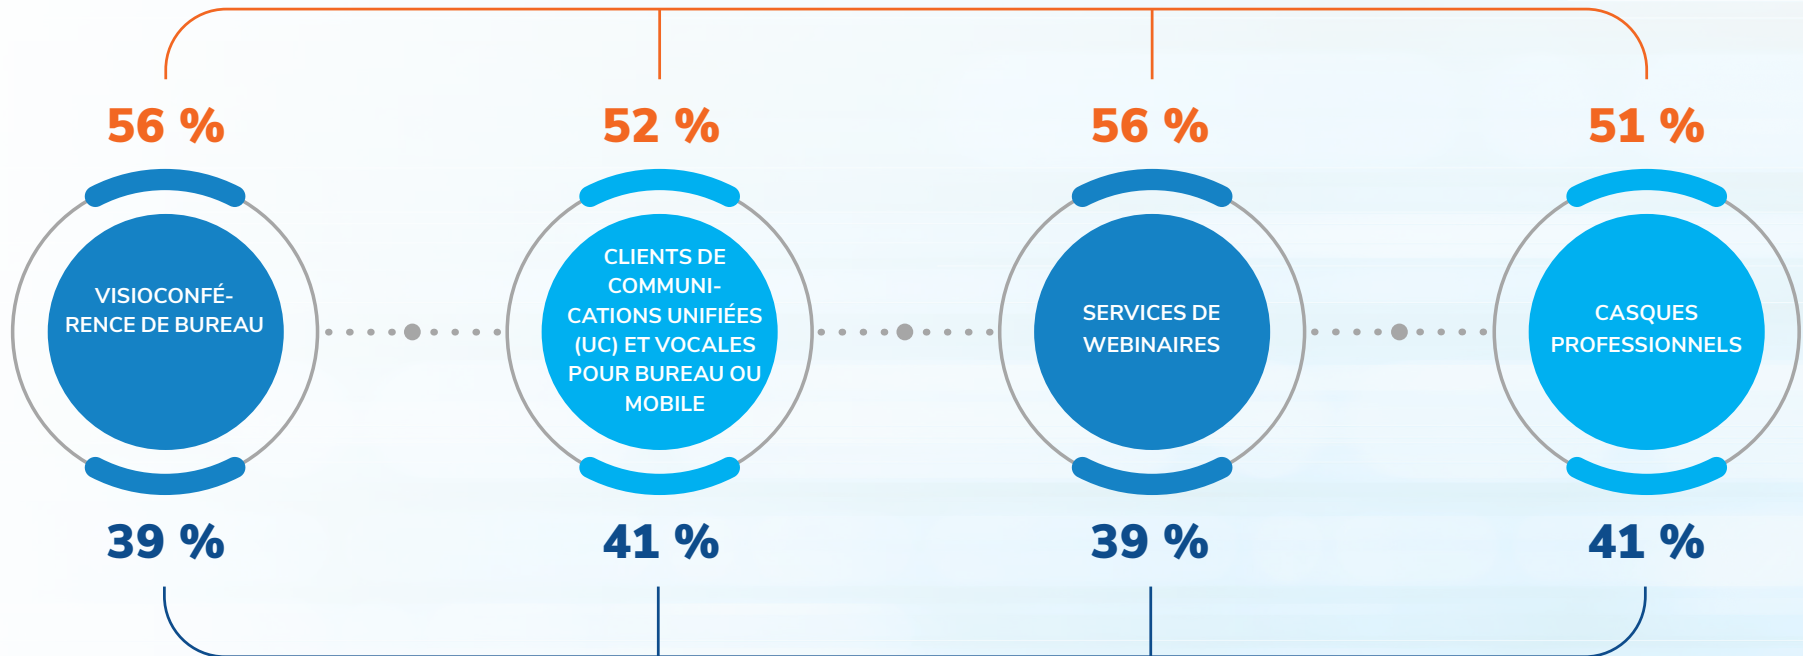 56 %
52 %
56 %
51 %
VISIOCONFÉ-
RENCE DE BUREAU
CLIENTS DE
COMMUNI-
CATIONS UNIFIÉES
(UC) ET VOCALES
POUR BUREAU OU
MOBILE
SERVICES DE
WEBINAIRES
CASQUES
PROFESSIONNELS
39 %
41 %
39 %
41 %